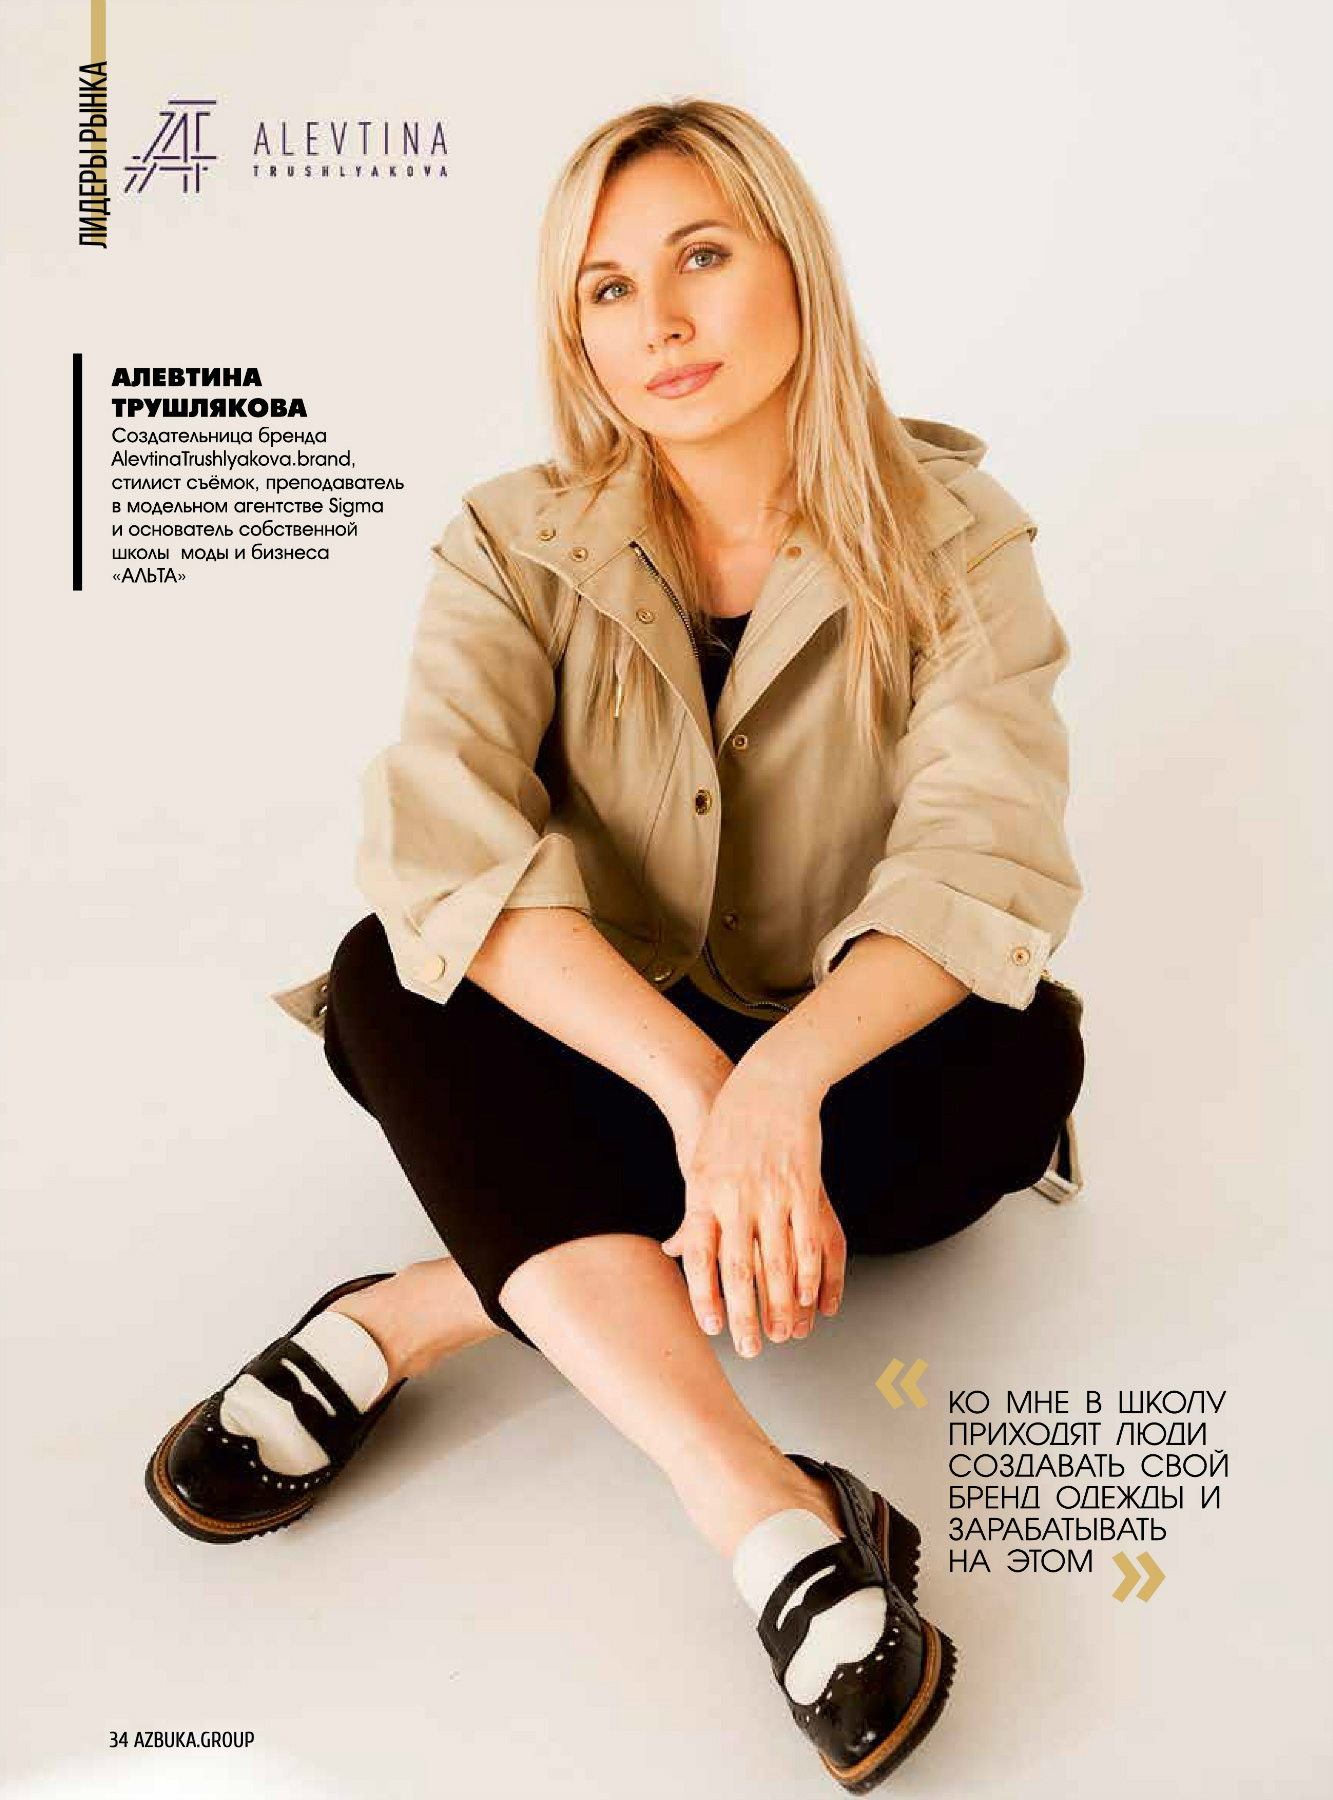 ЛИДЕРЫ РЫНКА
ALEVTINA
TRUSHLYAKOVA
АЛЕВТИНА
ТРУШЛЯКОВА
Создательница бренда
AlevtinaTrushlyakova.brand,
стилист съёмок, преподаватель
в модельном агентстве Sigma
и основатель собственной
школы моды и бизнеса
«АЛЬТА»
« КО МНЕ В ШКОЛУ
ПРИХОДЯТ ЛЮДИ
СОЗДАВАТЬ СВОЙ
БРЕНД ОДЕЖДЫ И
ЗАРАБАТЫВАТЬ
НА ЭТОМ »
34 AZBUKA.GROUP